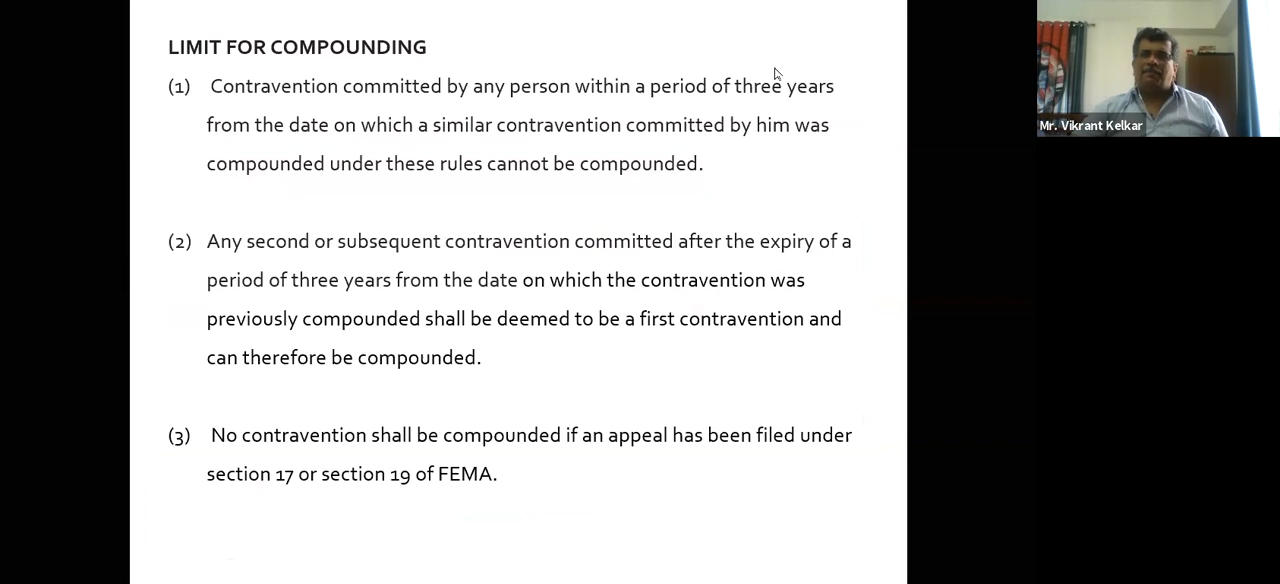 LIMIT FOR COMPOUNDING
(1) Contravention committed by any person within a period of three years
from the date on which a similar contravention committed by him was
compounded under these rules cannot be compounded.
(2) Any second or subsequent contravention committed after the expiry of a
period of three years from the date on which the contravention was
previously compounded shall be deemed to be a first contravention and
can therefore be compounded.
(3) No contravention shall be compounded if an appeal has been filed under
section 17 or section 19 of FEMA.
Mr. Vikrant Kelkar